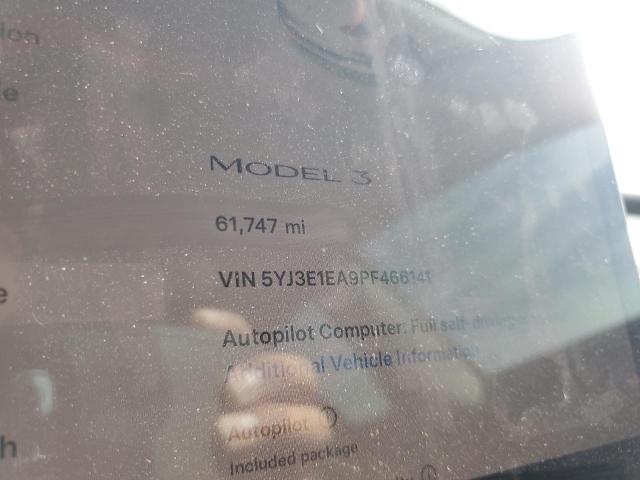 MODEL 3
61,747 mi
VIN 5YJ3E1EA9PF466141
Autopilot Computer: Full self-driving
Additional Vehicle Information
Autopilot
Included package